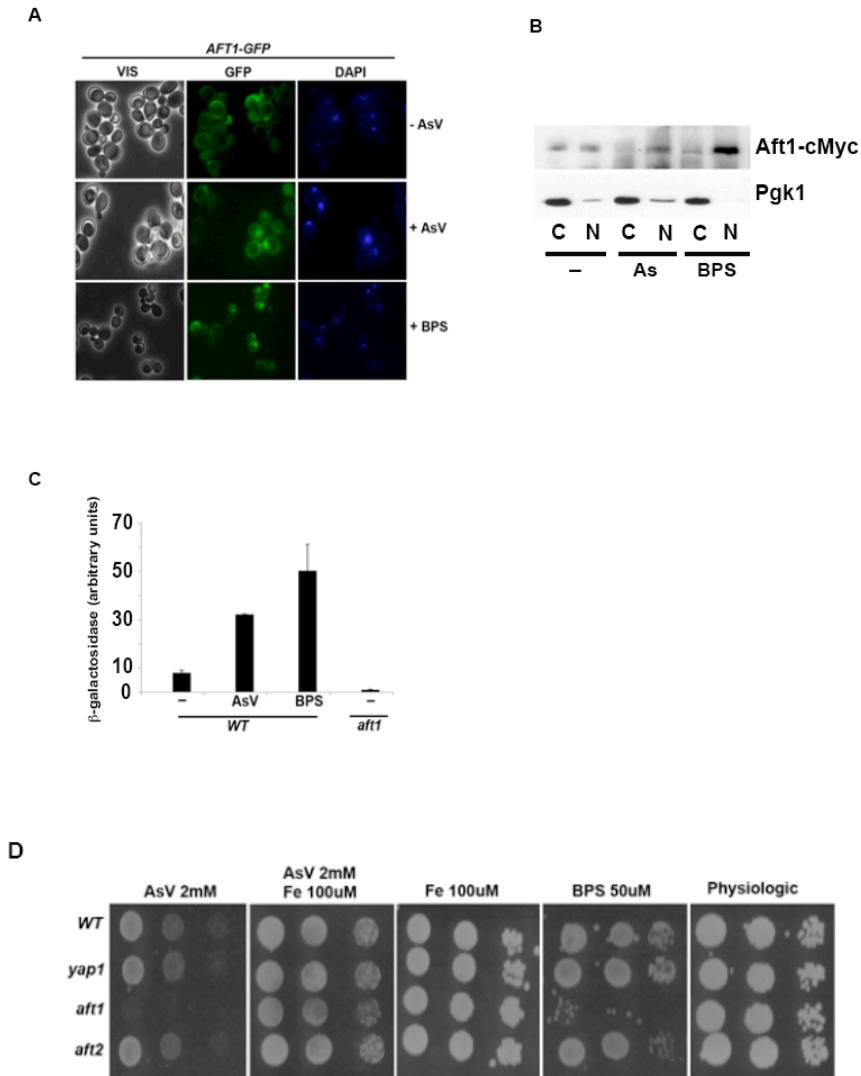 A
AFT1-GFP
VIS GFP DAPI
- AsV
+ AsV
+ BPS
B
Aft1-cMyc
Pgk1
C N C N C N
– As BPS
C
β-galactosidase (arbitrary units)
70
50
30
10
0
– AsV BPS –
WT aft1
D
AsV 2mM
AsV 2mM
Fe 100uM
Fe 100uM
BPS 50uM
Physiologic
WT
yap1
aft1
aft2